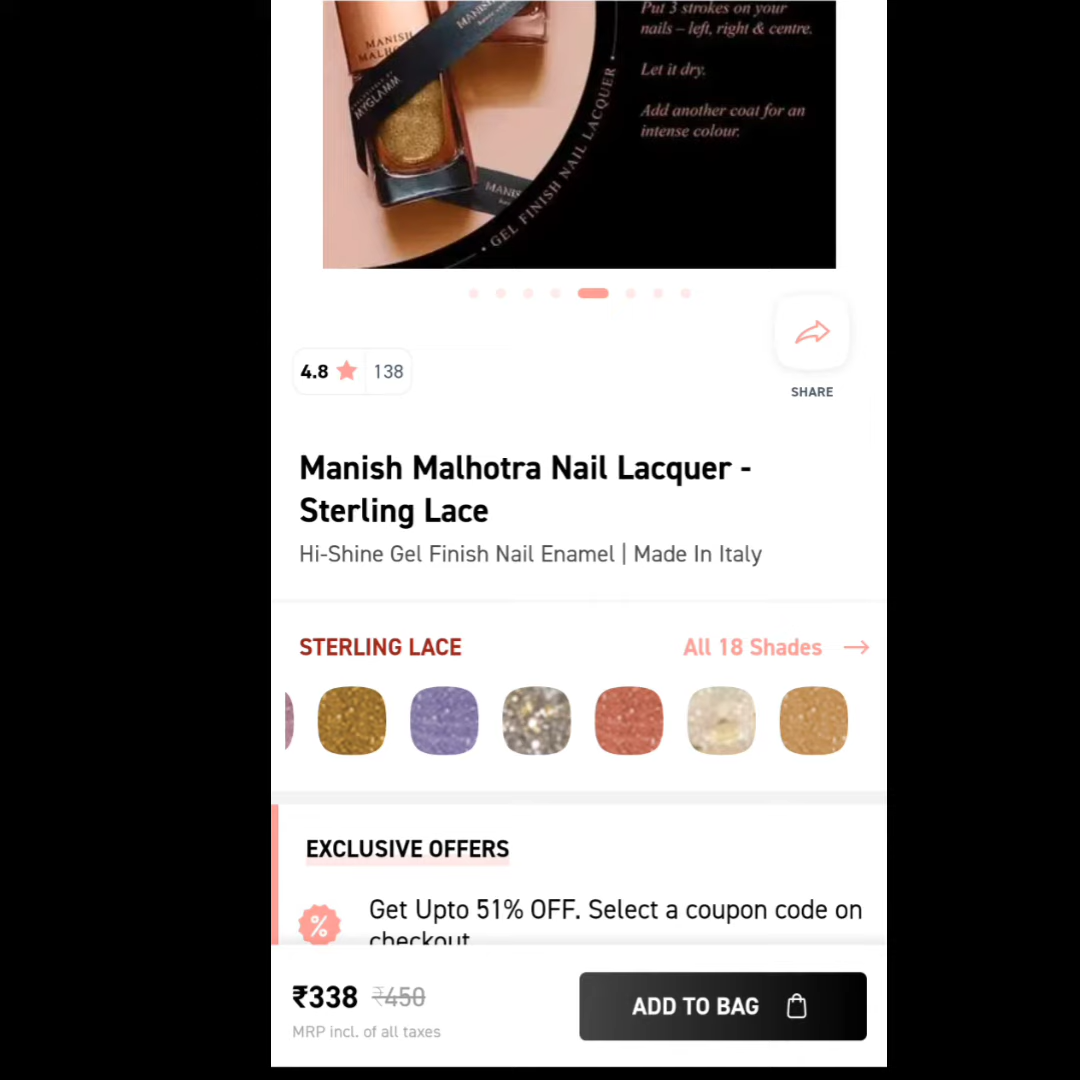 MANISH
MANISH
MYGLAMM
MANIS
• GEL FINISH NAIL LACQUER •
Put 3 strokes on your
nails – left, right & centre.
Let it dry.
Add another coat for an
intense colour.
4.8 138
SHARE
Manish Malhotra Nail Lacquer -
Sterling Lace
Hi-Shine Gel Finish Nail Enamel | Made In Italy
STERLING LACE All 18 Shades →
EXCLUSIVE OFFERS
% Get Upto 51% OFF. Select a coupon code on
checkout
₹338 ₹450 ADD TO BAG
MRP incl. of all taxes